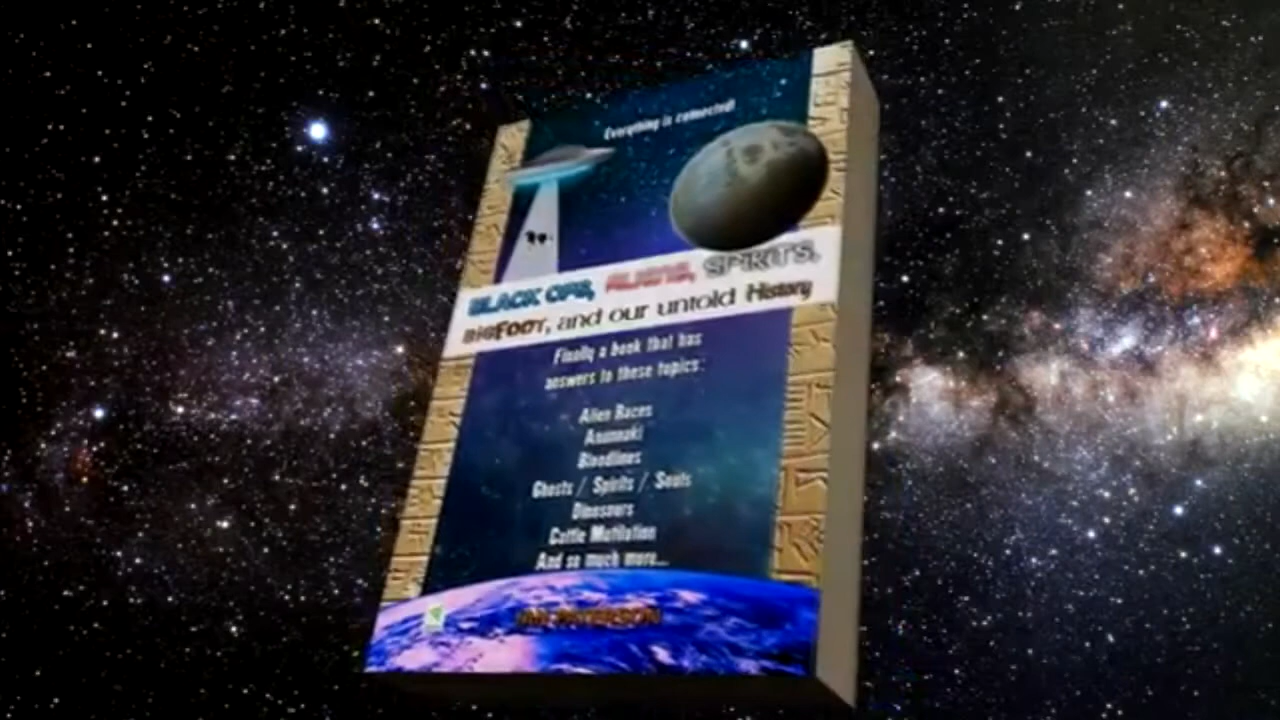 Everything is connected!
BLACK OPS, ALIENS, SPIRITS,
BIGFOOT, and our untold History
Finally a book that has
answers to these topics:
Alien Races
Anunnaki
Bloodlines
Ghosts / Spirits / Souls
Dinosaurs
Cattle Mutilation
And so much more...
PATERSON